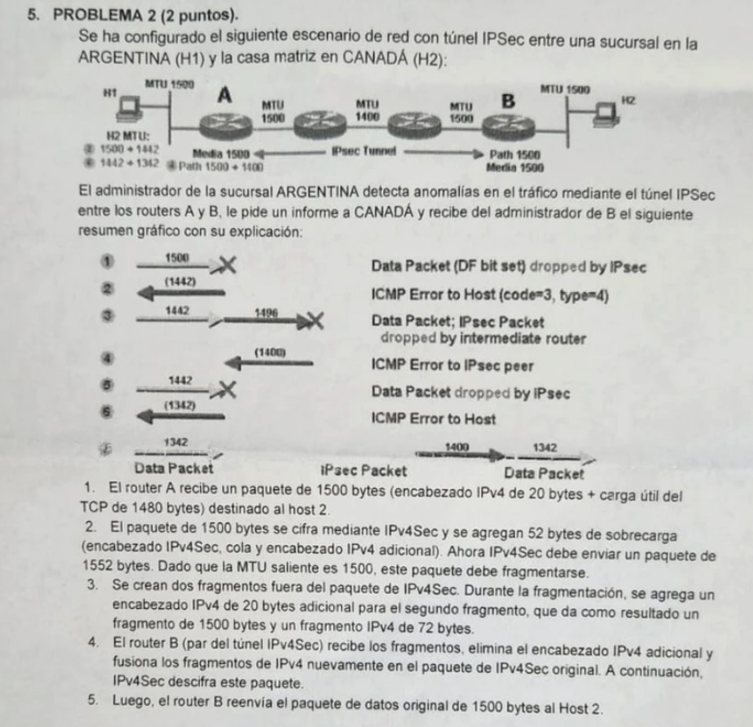 5. PROBLEMA 2 (2 puntos).
Se ha configurado el siguiente escenario de red con túnel IPSec entre una sucursal en la
ARGENTINA (H1) y la casa matriz en CANADÁ (H2):
H1 MTU 1500 A MTU 1500 MTU 1400 MTU 1500 B MTU 1500 H2
H2 MTU:
② 1500 → 1442 Media 1500 IPsec Tunnel Path 1500
⑥ 1442 → 1342 ④ Path 1500 → 1400 Media 1500
El administrador de la sucursal ARGENTINA detecta anomalías en el tráfico mediante el túnel IPSec
entre los routers A y B, le pide un informe a CANADÁ y recibe del administrador de B el siguiente
resumen gráfico con su explicación:
① 1500 Data Packet (DF bit set) dropped by IPsec
② (1442) ICMP Error to Host (code=3, type=4)
③ 1442 1496 Data Packet; IPsec Packet
dropped by intermediate router
④ (1400) ICMP Error to IPsec peer
⑤ 1442 Data Packet dropped by IPsec
⑥ (1342) ICMP Error to Host
⑦ 1342 1400 1342
Data Packet IPsec Packet Data Packet
1. El router A recibe un paquete de 1500 bytes (encabezado IPv4 de 20 bytes + carga útil del
TCP de 1480 bytes) destinado al host 2.
2. El paquete de 1500 bytes se cifra mediante IPv4Sec y se agregan 52 bytes de sobrecarga
(encabezado IPv4Sec, cola y encabezado IPv4 adicional). Ahora IPv4Sec debe enviar un paquete de
1552 bytes. Dado que la MTU saliente es 1500, este paquete debe fragmentarse.
3. Se crean dos fragmentos fuera del paquete de IPv4Sec. Durante la fragmentación, se agrega un
encabezado IPv4 de 20 bytes adicional para el segundo fragmento, que da como resultado un
fragmento de 1500 bytes y un fragmento IPv4 de 72 bytes.
4. El router B (par del túnel IPv4Sec) recibe los fragmentos, elimina el encabezado IPv4 adicional y
fusiona los fragmentos de IPv4 nuevamente en el paquete de IPv4Sec original. A continuación,
IPv4Sec descifra este paquete.
5. Luego, el router B reenvía el paquete de datos original de 1500 bytes al Host 2.